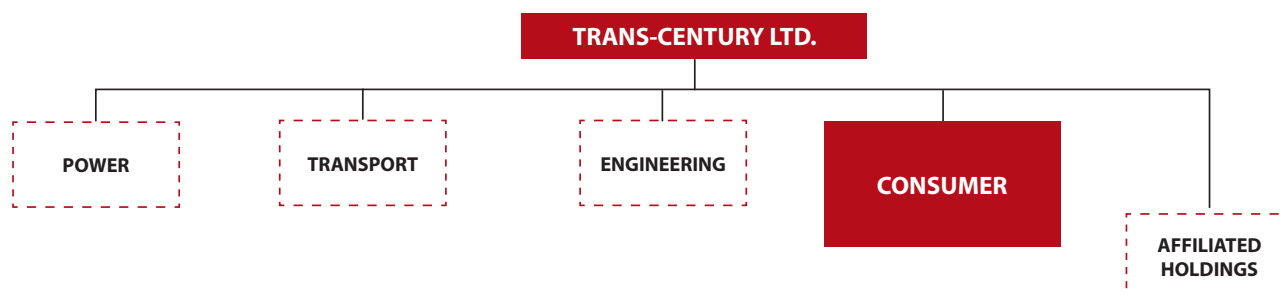 TRANS-CENTURY LTD.
POWER
TRANSPORT
ENGINEERING
CONSUMER
AFFILIATED
HOLDINGS